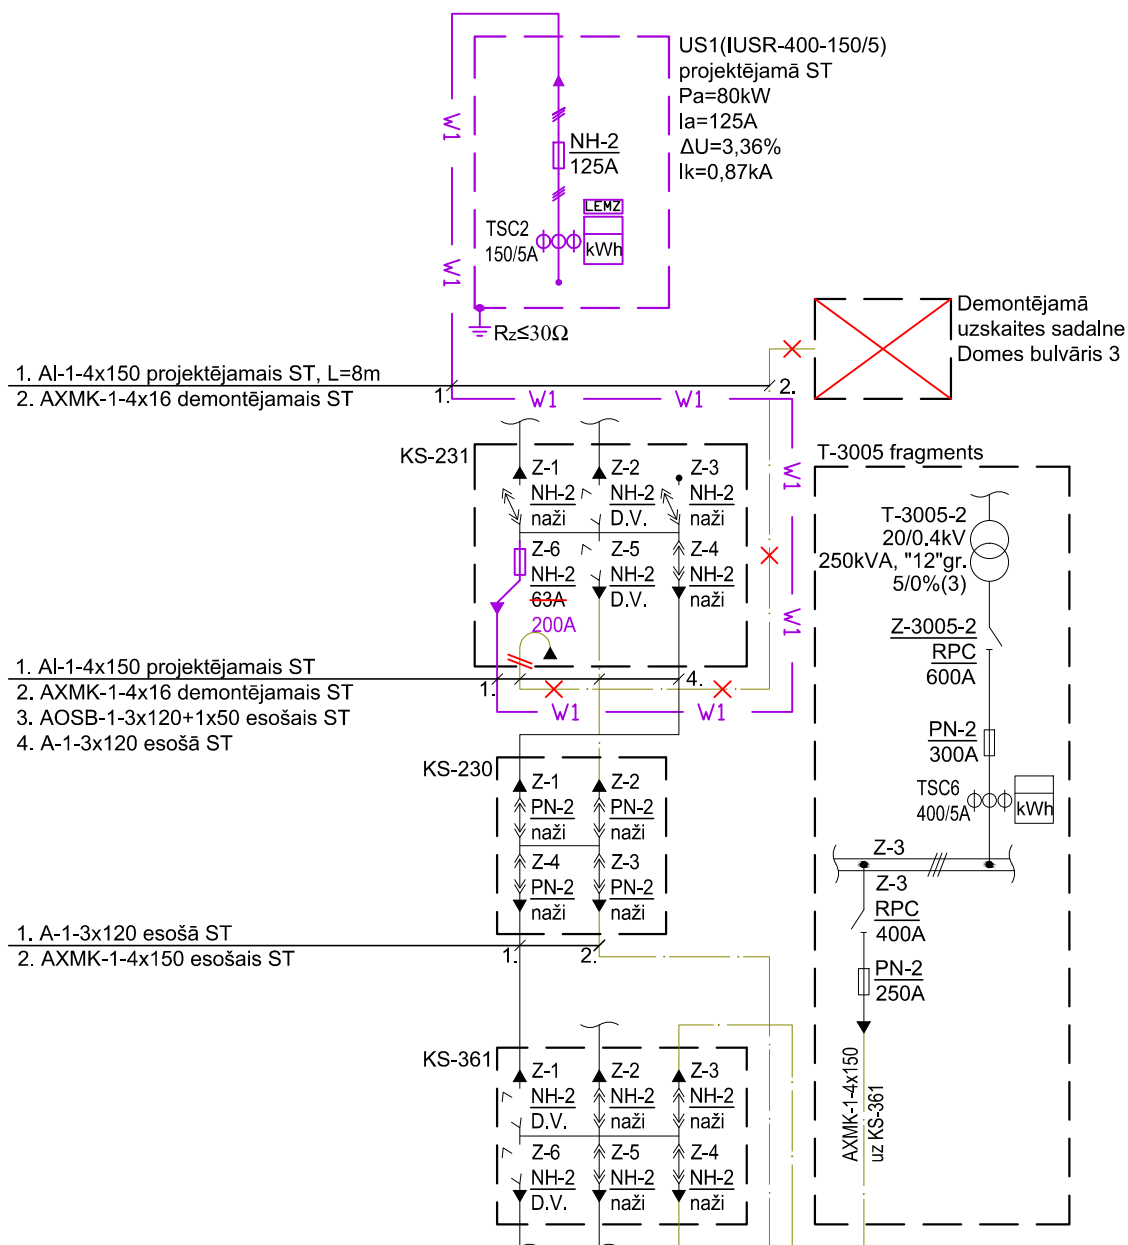 US1(IUSR-400-150/5)
projektējamā ST
Pa=80kW
Ia=125A
ΔU=3,36%
Ik=0,87kA
W1
NH-2
125A
LEMZ
TSC2
150/5A
kWh
W1
Rz≤30Ω
Demontējamā
uzskaites sadalne
Domes bulvāris 3
1. Al-1-4x150 projektējamais ST, L=8m
2. AXMK-1-4x16 demontējamais ST
1.
2.
W1
W1
KS-231
Z-1
NH-2
naži
Z-2
NH-2
D.V.
Z-3
NH-2
naži
W1
Z-6
NH-2
63A
200A
Z-5
NH-2
D.V.
Z-4
NH-2
naži
W1
T-3005 fragments
T-3005-2
20/0.4kV
250kVA, "12"gr.
5/0%(3)
Z-3005-2
RPC
600A
PN-2
300A
TSC6
400/5A
kWh
Z-3
Z-3
RPC
400A
PN-2
250A
AXMK-1-4x150
uz KS-361
1. Al-1-4x150 projektējamais ST
2. AXMK-1-4x16 demontējamais ST
3. AOSB-1-3x120+1x50 esošais ST
4. A-1-3x120 esošā ST
1.
4.
W1
W1
KS-230
Z-1
PN-2
naži
Z-2
PN-2
naži
Z-4
PN-2
naži
Z-3
PN-2
naži
1. A-1-3x120 esošā ST
2. AXMK-1-4x150 esošais ST
1.
2.
KS-361
Z-1
NH-2
D.V.
Z-2
NH-2
naži
Z-3
NH-2
naži
Z-6
NH-2
D.V.
Z-5
NH-2
naži
Z-4
NH-2
naži